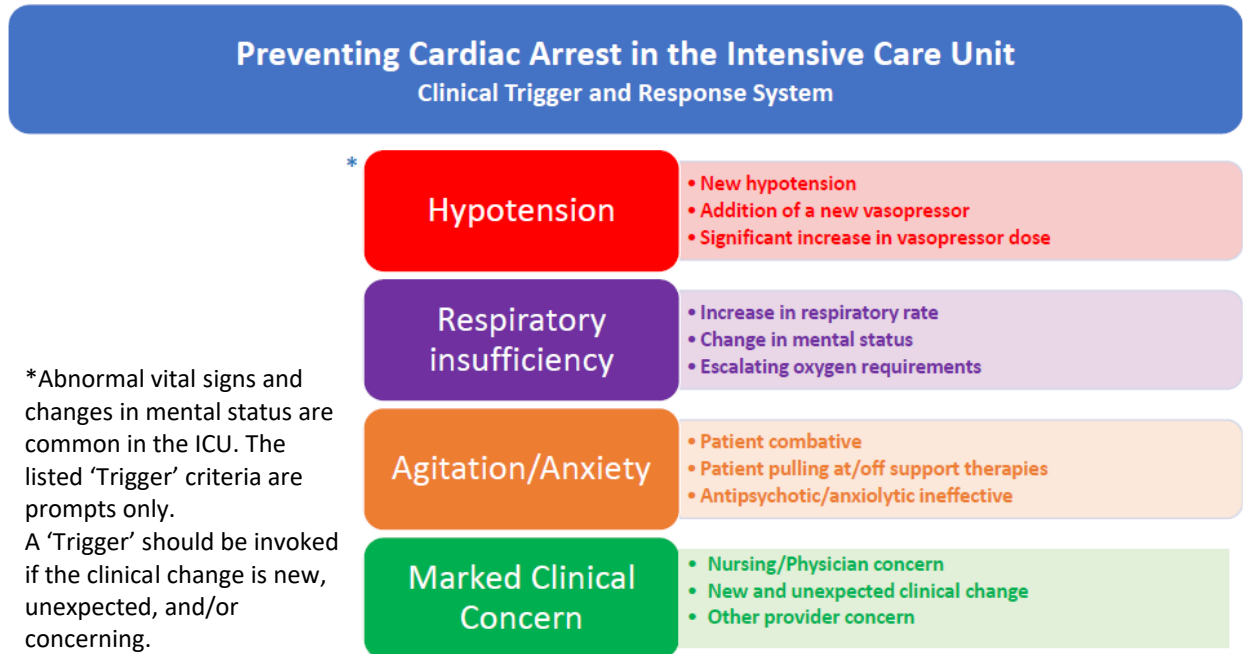 Preventing Cardiac Arrest in the Intensive Care Unit
Clinical Trigger and Response System
*
Hypotension
• New hypotension
• Addition of a new vasopressor
• Significant increase in vasopressor dose
Respiratory
insufficiency
• Increase in respiratory rate
• Change in mental status
• Escalating oxygen requirements
Agitation/Anxiety
• Patient combative
• Patient pulling at/off support therapies
• Antipsychotic/anxiolytic ineffective
Marked Clinical
Concern
• Nursing/Physician concern
• New and unexpected clinical change
• Other provider concern
*Abnormal vital signs and
changes in mental status are
common in the ICU. The
listed ‘Trigger’ criteria are
prompts only.
A ‘Trigger’ should be invoked
if the clinical change is new,
unexpected, and/or
concerning.